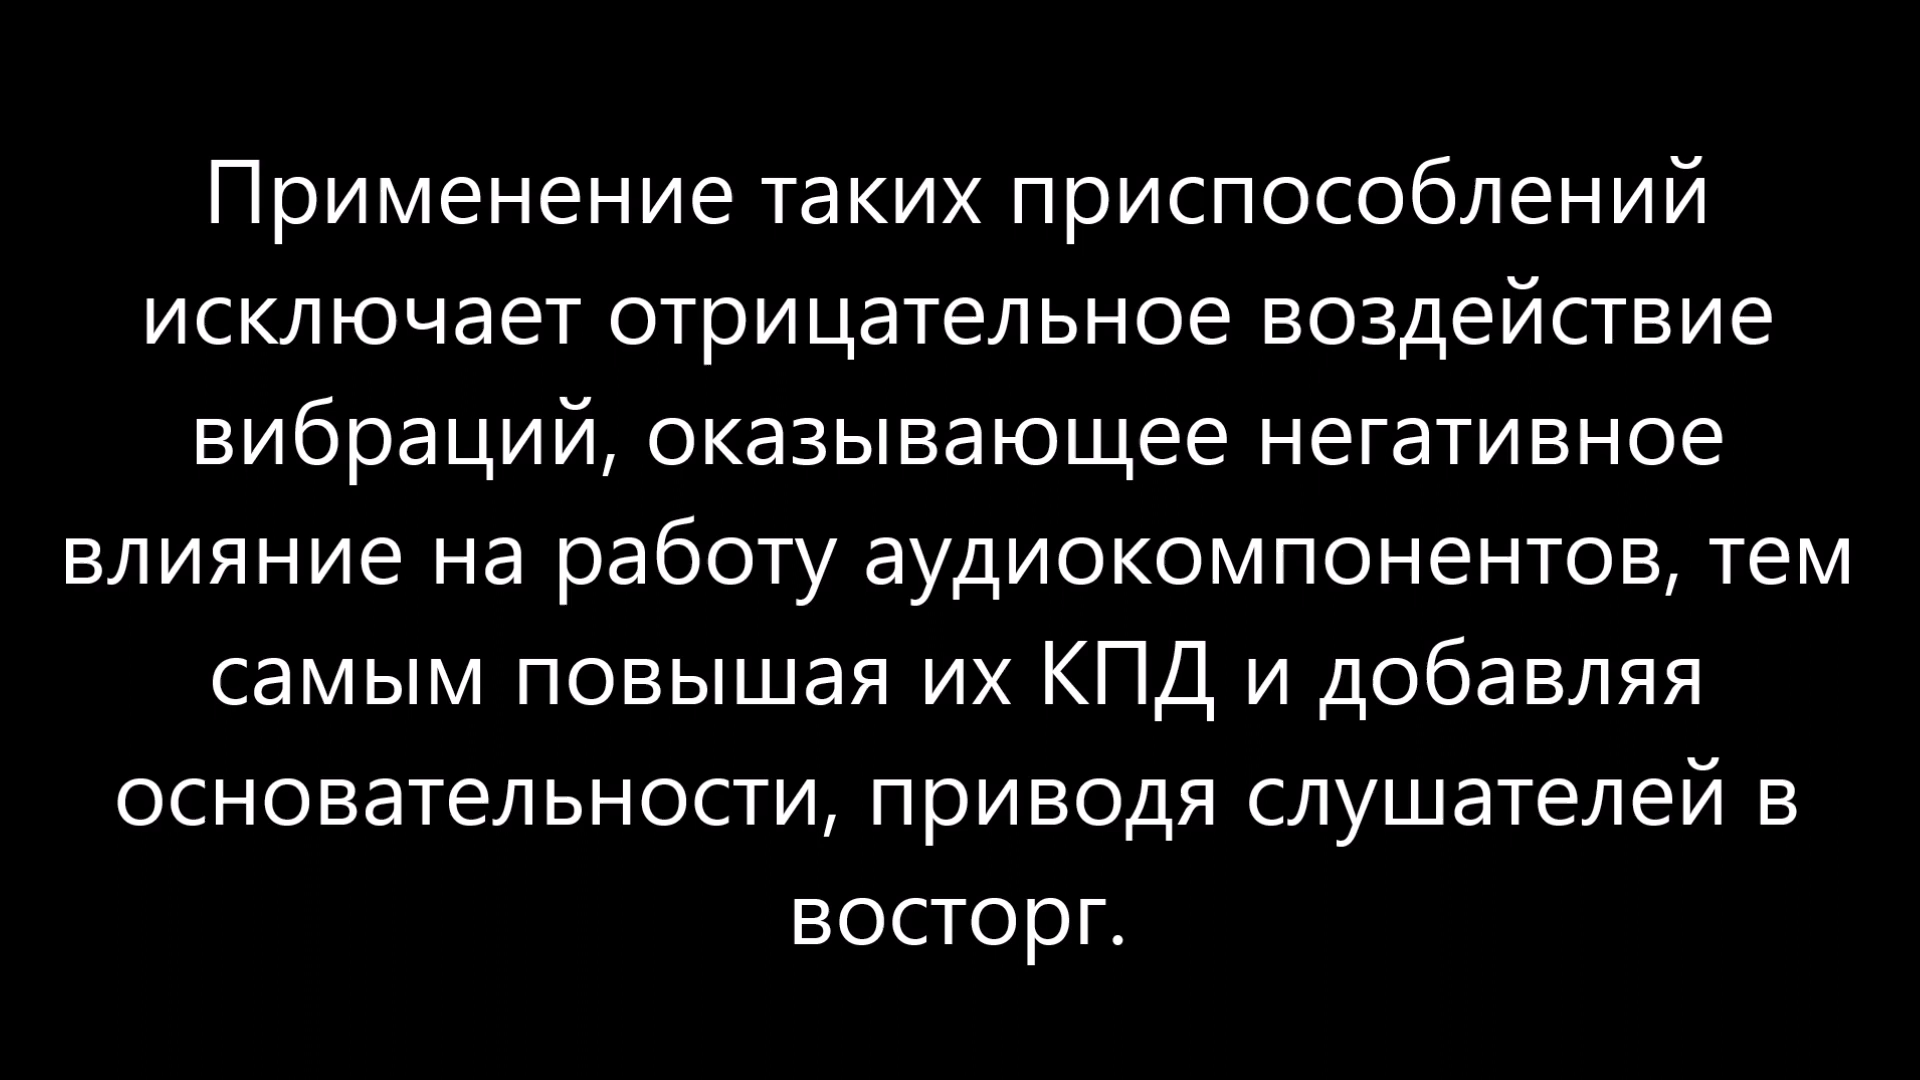 Применение таких приспособлений
исключает отрицательное воздействие
вибраций, оказывающее негативное
влияние на работу аудиокомпонентов, тем
самым повышая их КПД и добавляя
основательности, приводя слушателей в
восторг.